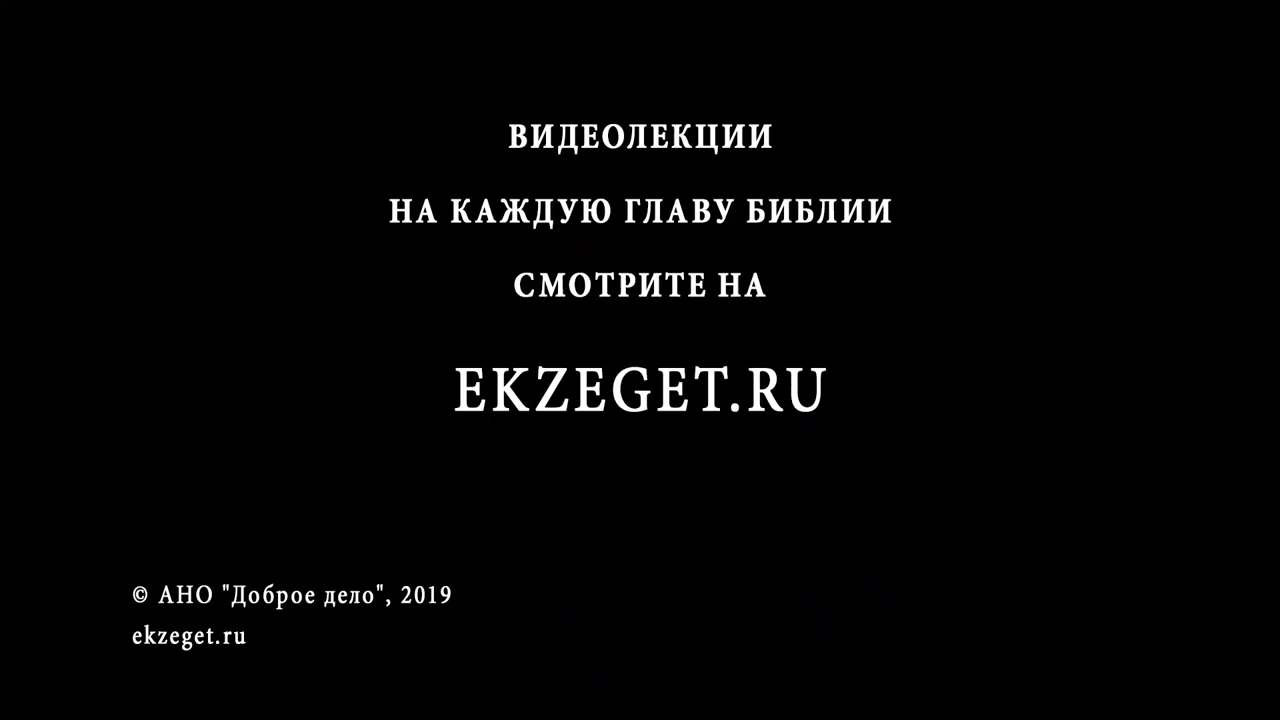 ВИДЕОЛЕКЦИИ
НА КАЖДУЮ ГЛАВУ БИБЛИИ
СМОТРИТЕ НА
EKZEGET.RU
© АНО "Доброе дело", 2019
ekzeget.ru